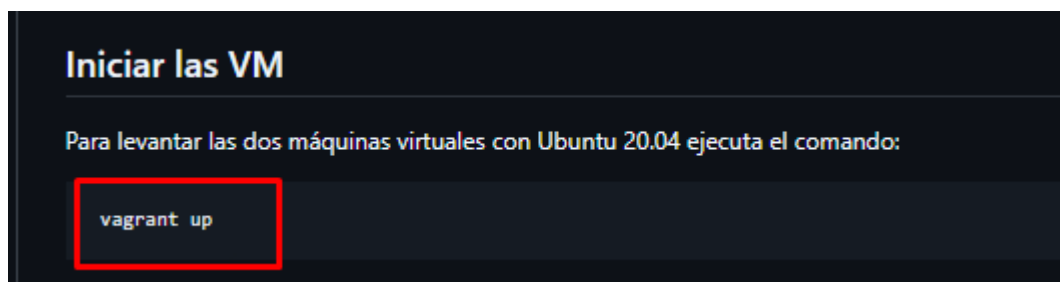 Iniciar las VM
Para levantar las dos máquinas virtuales con Ubuntu 20.04 ejecuta el comando:
vagrant up